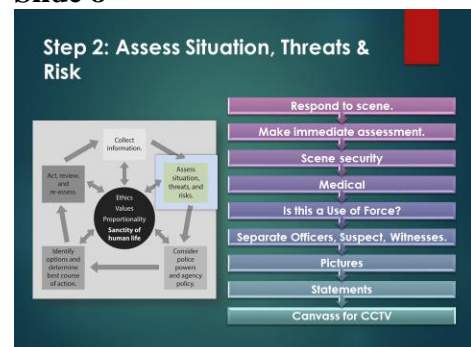 Step 2: Assess Situation, Threats &
Risk
Collect
information.
Assess
situation,
threats, and
risks.
Consider
police
powers
and agency
policy.
Identify
options and
determine
best course
of action.
Act, review,
and
re-assess.
Ethics
Values
Proportionality
Sanctity
of human life
Respond to scene.
Make immediate assessment.
Scene security
Medical
Is this a Use of Force?
Separate Officers, Suspect, Witnesses.
Pictures
Statements
Canvass for CCTV